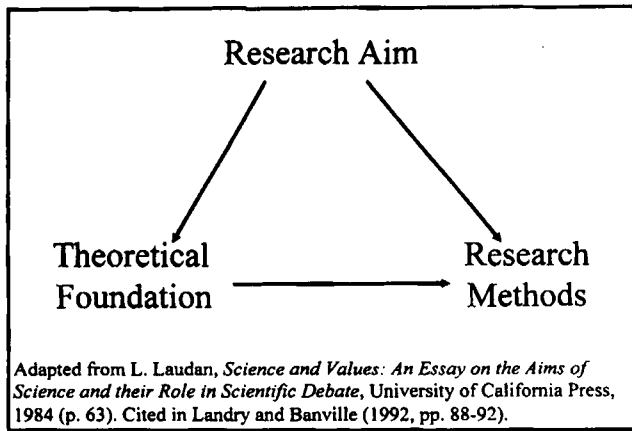 Research Aim
Theoretical
Foundation
Research
Methods
Adapted from L. Laudan, Science and Values: An Essay on the Aims of
Science and their Role in Scientific Debate, University of California Press,
1984 (p. 63). Cited in Landry and Banville (1992, pp. 88-92).